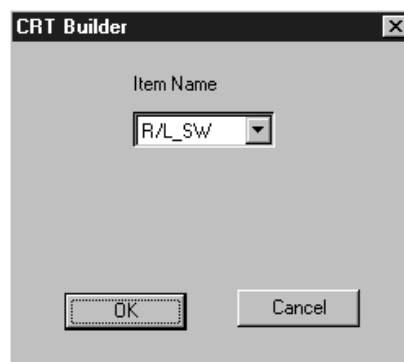 CRT Builder
Item Name
R/L_SW
OK
Cancel